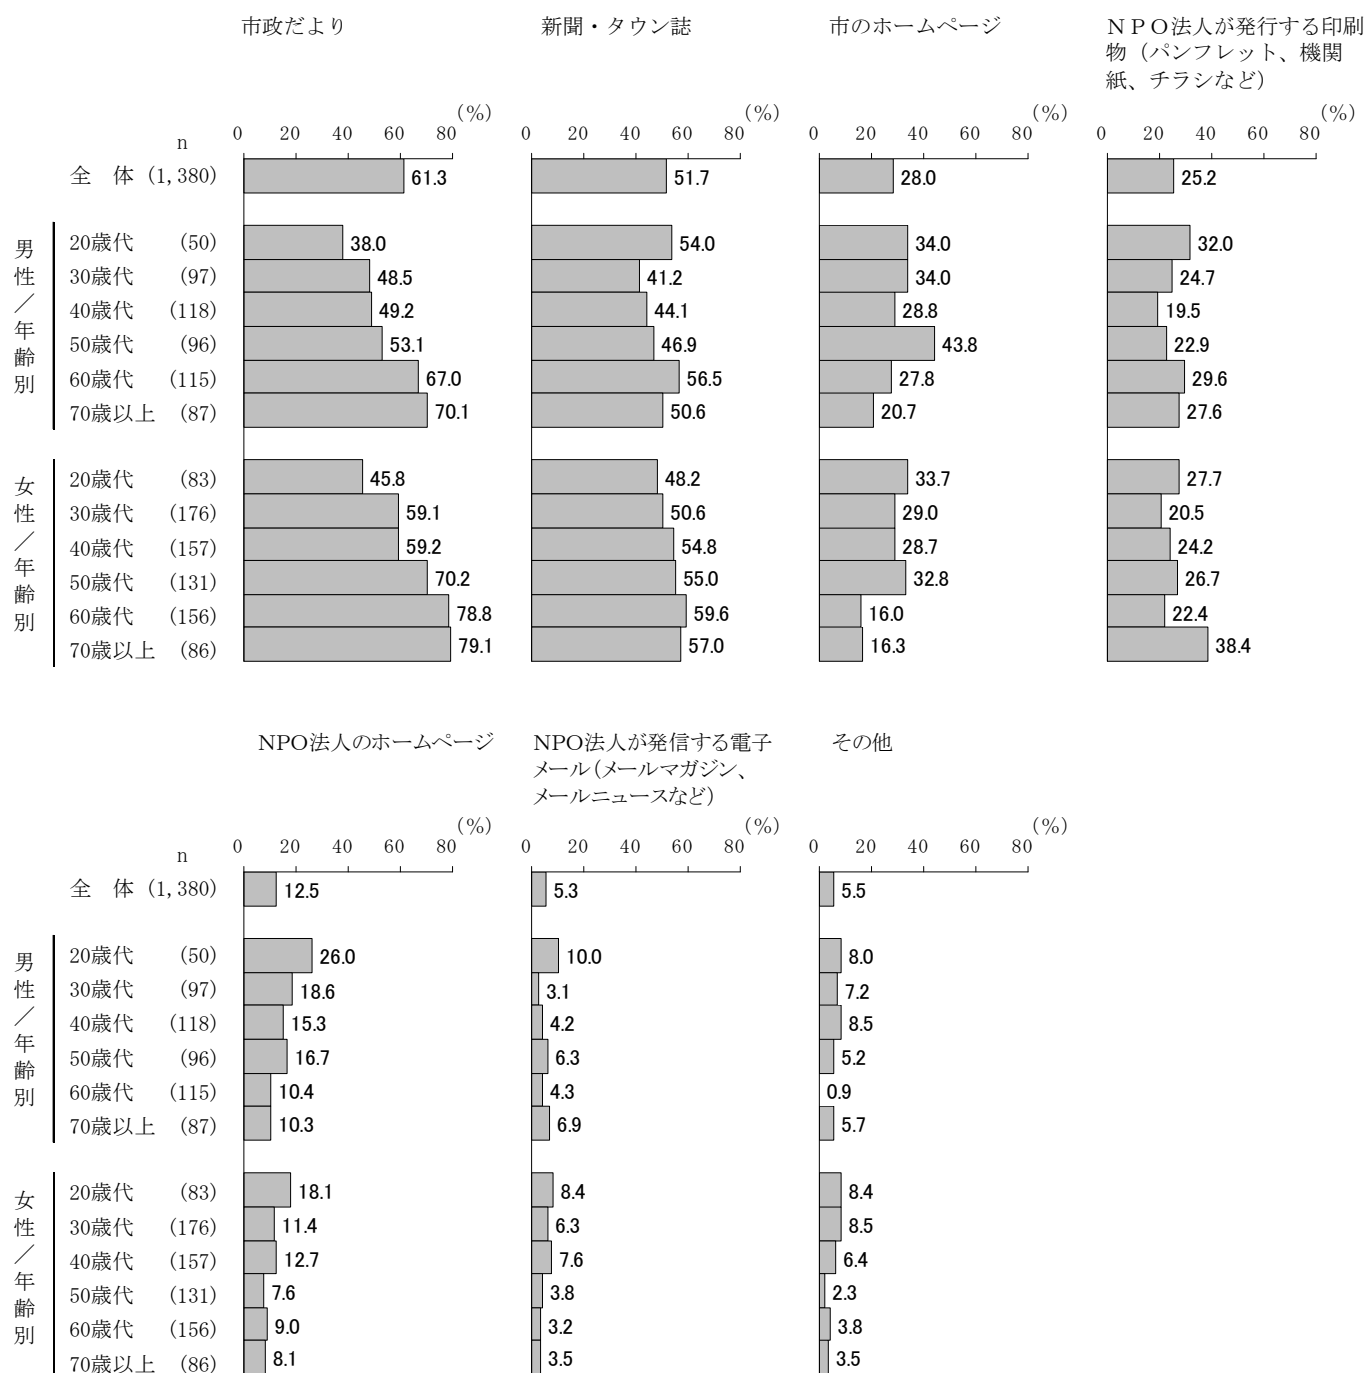 市政だより
新聞・タウン誌
市のホームページ
ＮＰＯ法人が発行する印刷
物（パンフレット、機関
紙、チラシなど）
(%) (%) (%) (%)
n 0 20 40 60 80 0 20 40 60 80 0 20 40 60 80 0 20 40 60 80
全　体 (1,380) 61.3 51.7 28.0 25.2
男性／年齢別
20歳代 (50) 38.0 54.0 34.0 32.0
30歳代 (97) 48.5 41.2 34.0 24.7
40歳代 (118) 49.2 44.1 28.8 19.5
50歳代 (96) 53.1 46.9 43.8 22.9
60歳代 (115) 67.0 56.5 27.8 29.6
70歳以上 (87) 70.1 50.6 20.7 27.6
女性／年齢別
20歳代 (83) 45.8 48.2 33.7 27.7
30歳代 (176) 59.1 50.6 29.0 20.5
40歳代 (157) 59.2 54.8 28.7 24.2
50歳代 (131) 70.2 55.0 32.8 26.7
60歳代 (156) 78.8 59.6 16.0 22.4
70歳以上 (86) 79.1 57.0 16.3 38.4
NPO法人のホームページ
NPO法人が発信する電子
メール（メールマガジン、
メールニュースなど）
その他
(%) (%) (%)
n 0 20 40 60 80 0 20 40 60 80 0 20 40 60 80
全　体 (1,380) 12.5 5.3 5.5
男性／年齢別
20歳代 (50) 26.0 10.0 8.0
30歳代 (97) 18.6 3.1 7.2
40歳代 (118) 15.3 4.2 8.5
50歳代 (96) 16.7 6.3 5.2
60歳代 (115) 10.4 4.3 0.9
70歳以上 (87) 10.3 6.9 5.7
女性／年齢別
20歳代 (83) 18.1 8.4 8.4
30歳代 (176) 11.4 6.3 8.5
40歳代 (157) 12.7 7.6 6.4
50歳代 (131) 7.6 3.8 2.3
60歳代 (156) 9.0 3.2 3.8
70歳以上 (86) 8.1 3.5 3.5